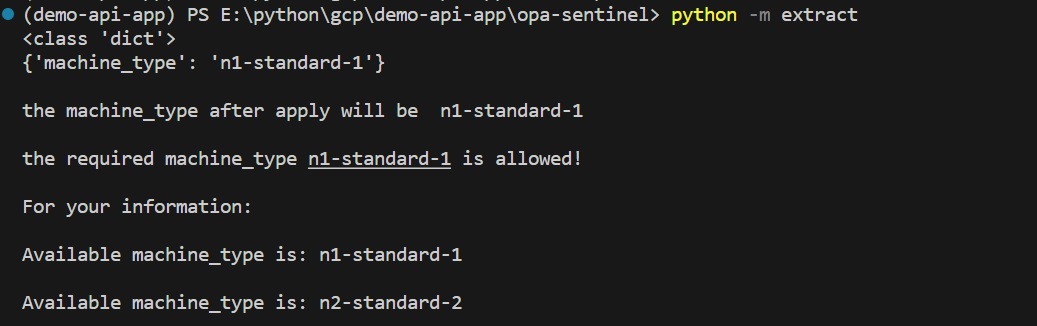 (demo-api-app) PS E:\python\gcp\demo-api-app\opa-sentinel> python -m extract
<class 'dict'>
{'machine_type': 'n1-standard-1'}
the machine_type after apply will be  n1-standard-1
the required machine_type n1-standard-1 is allowed!
For your information:
Available machine_type is: n1-standard-1
Available machine_type is: n2-standard-2